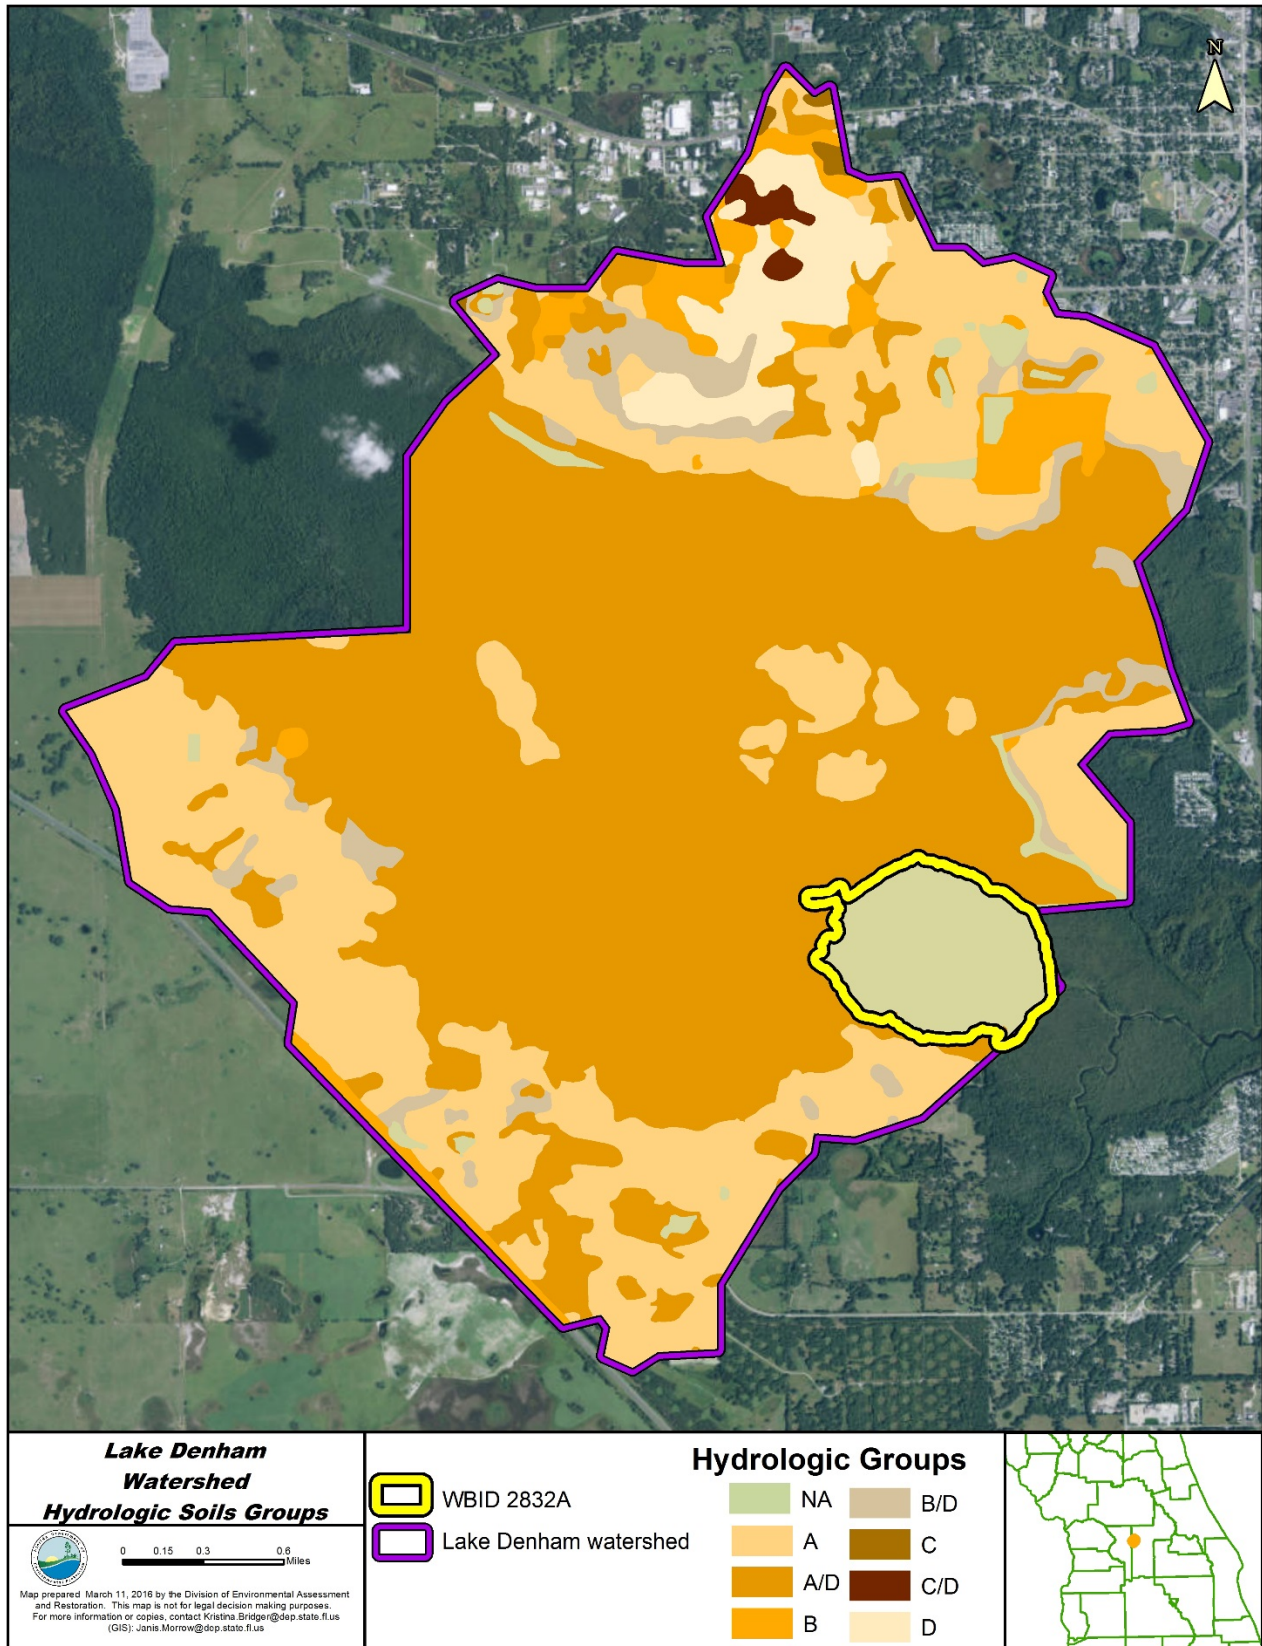 N
Lake Denham
Watershed
Hydrologic Soils Groups
0 0.15 0.3 0.6
Miles
Map prepared March 11, 2016 by the Division of Environmental Assessment
and Restoration. This map is not for legal decision making purposes.
For more information or copies, contact Kristina.Bridger@dep.state.fl.us
(GIS): Janis.Morrow@dep.state.fl.us
WBID 2832A
Lake Denham watershed
Hydrologic Groups
NA
A
A/D
B
B/D
C
C/D
D